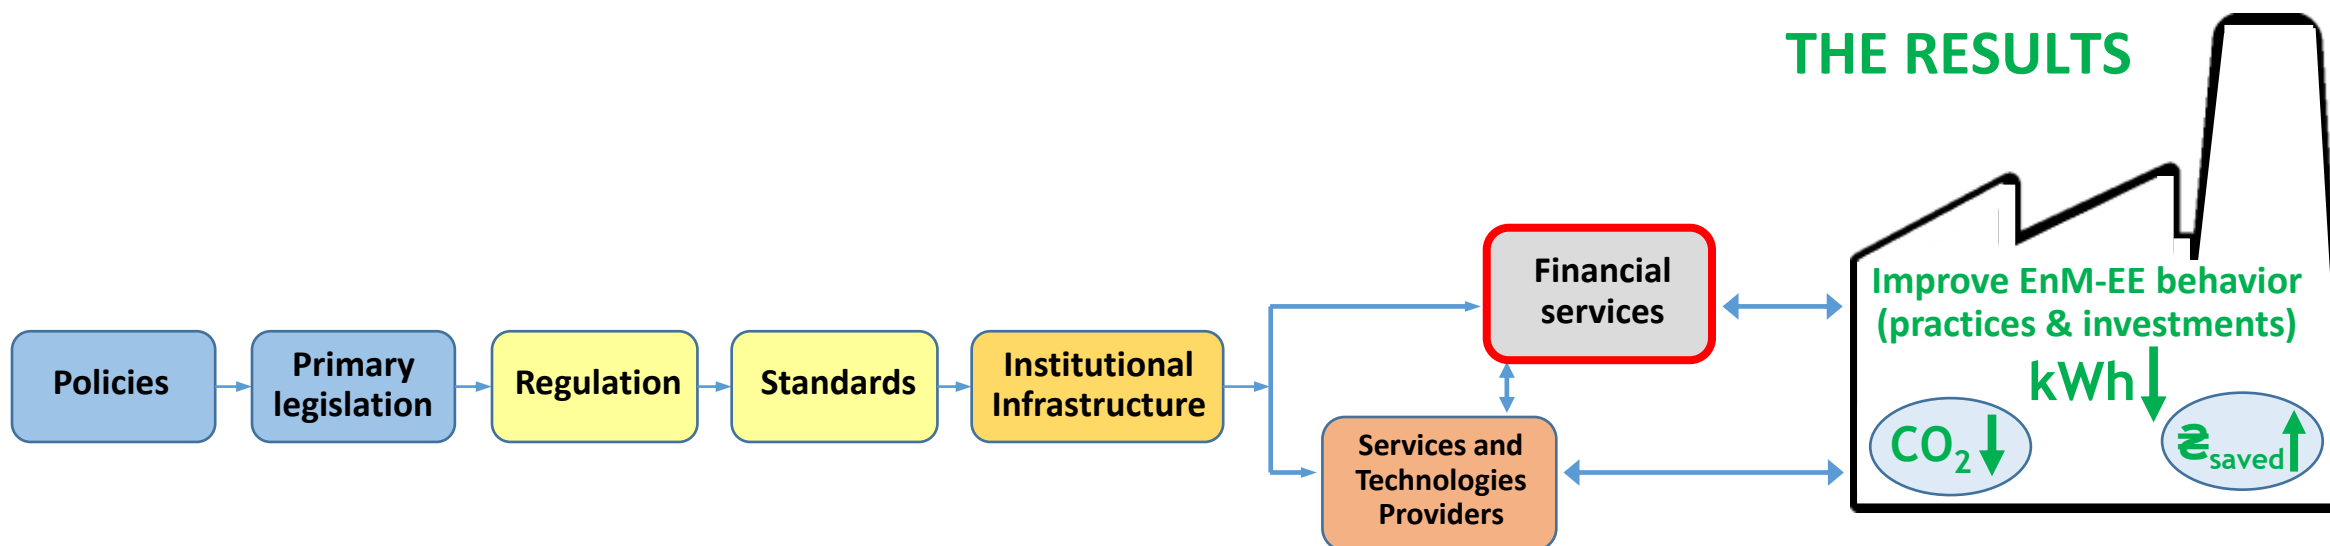 THE RESULTS
Policies
Primary
legislation
Regulation
Standards
Institutional
Infrastructure
Financial
services
Services and
Technologies
Providers
Improve EnM-EE behavior
(practices & investments)
kWh
CO₂
₴saved